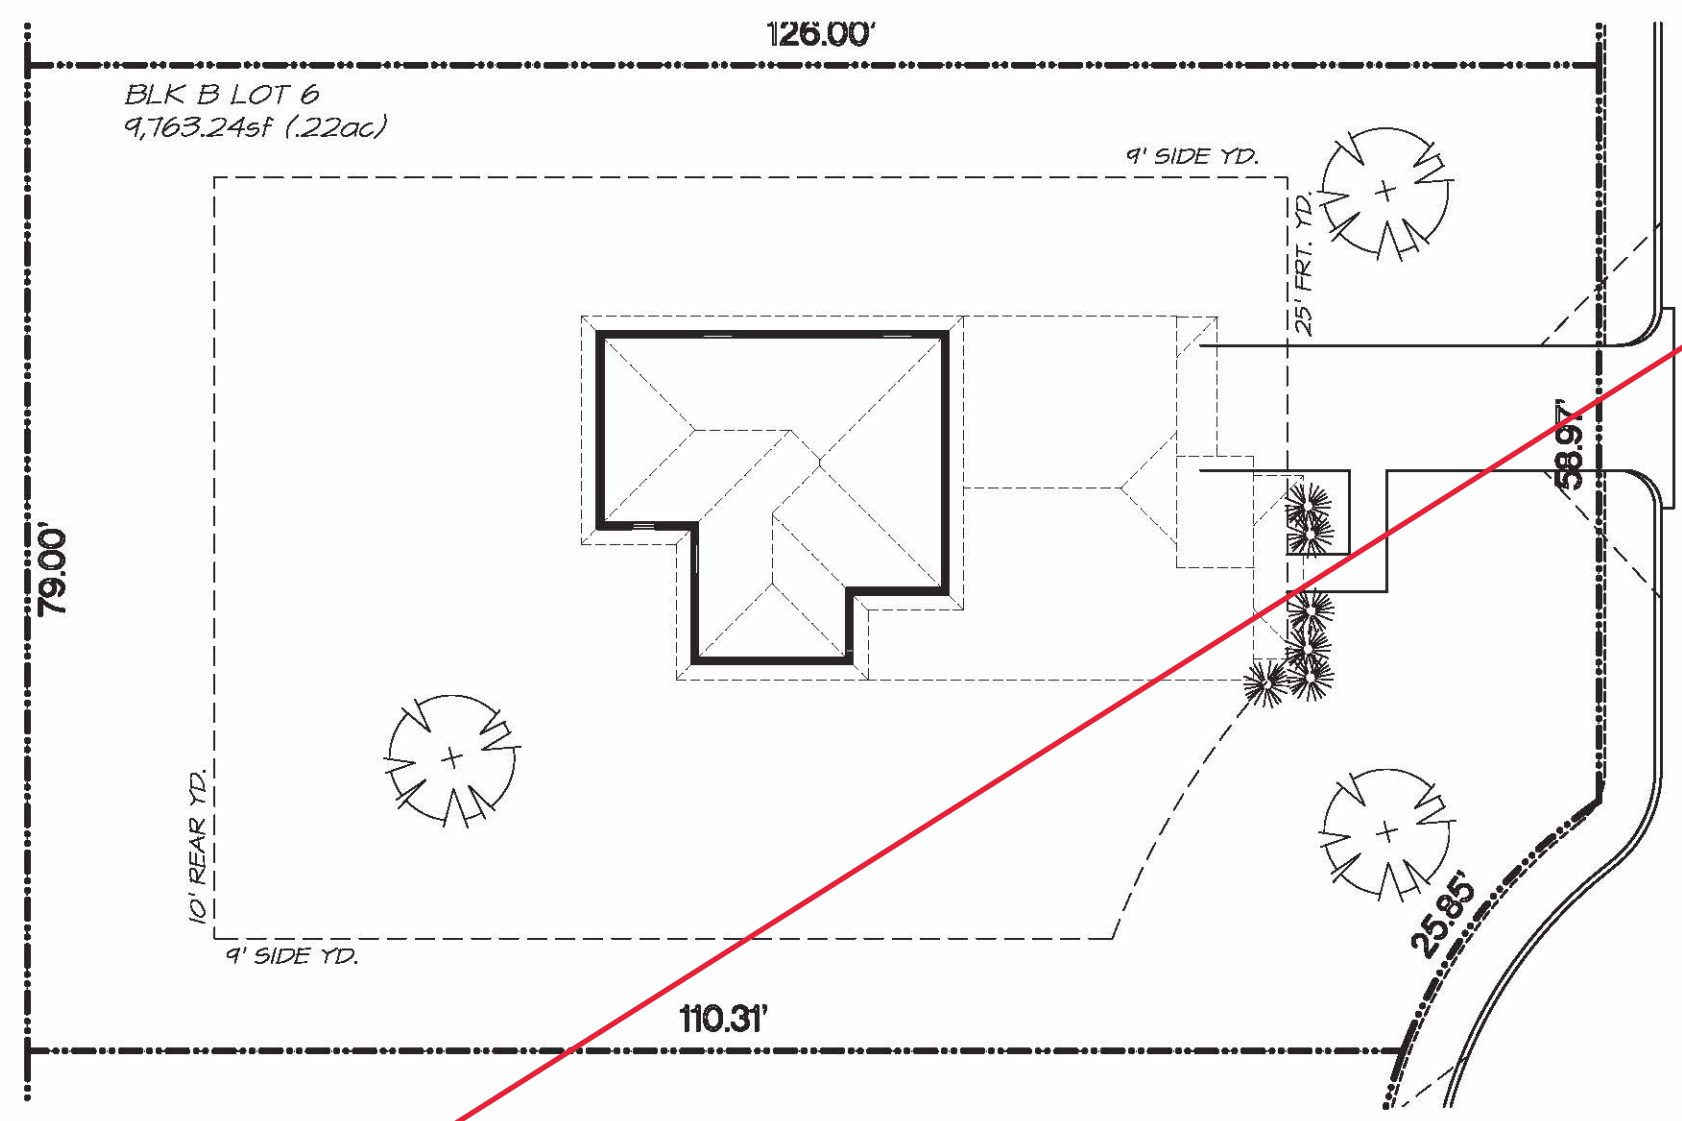 126.00'
BLK B LOT 6
9,763.24sf (.22ac)
9' SIDE YD.
25' FRT. YD.
58.97'
79.00'
10' REAR YD.
25.85'
9' SIDE YD.
110.31'